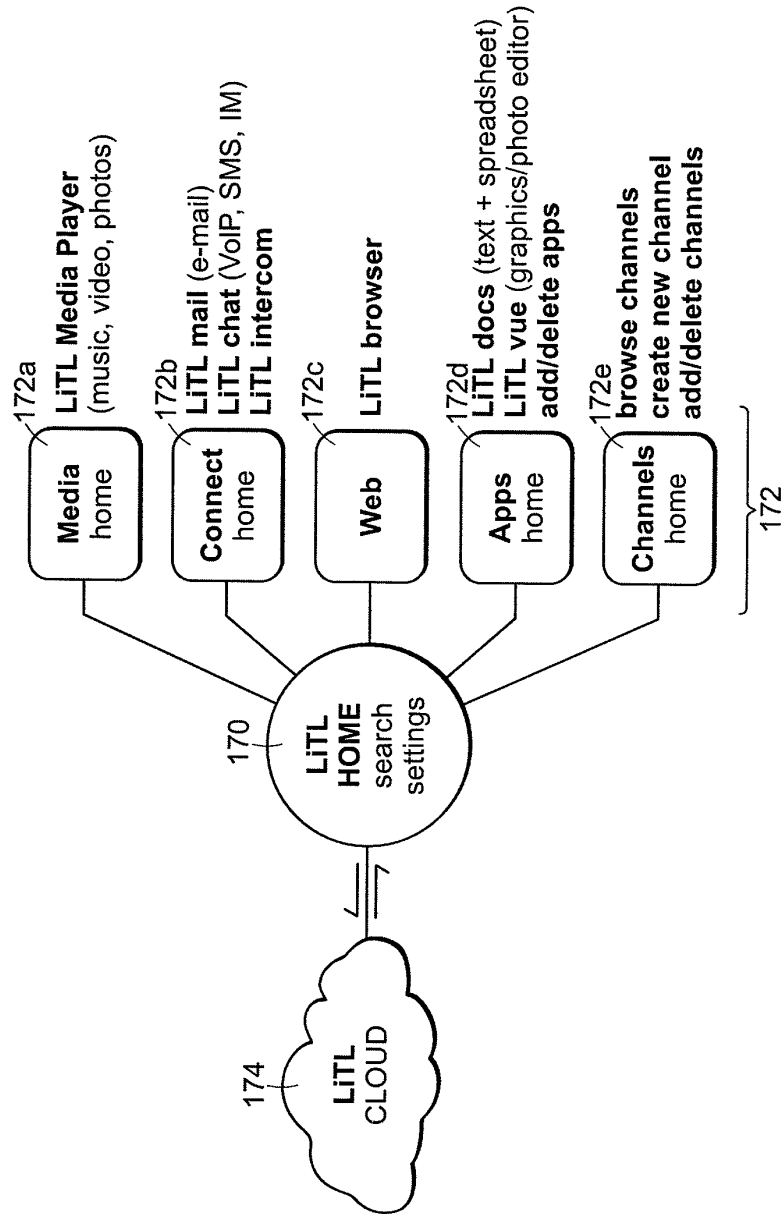 174
LiTL
CLOUD
170
LiTL
HOME
search
settings
172a
Media
home
LiTL Media Player
(music, video, photos)
172b
Connect
home
LiTL mail (e-mail)
LiTL chat (VoIP, SMS, IM)
LiTL intercom
172c
Web
LiTL browser
172d
Apps
home
LiTL docs (text + spreadsheet)
LiTL vue (graphics/photo editor)
add/delete apps
172e
Channels
home
browse channels
create new channel
add/delete channels
172